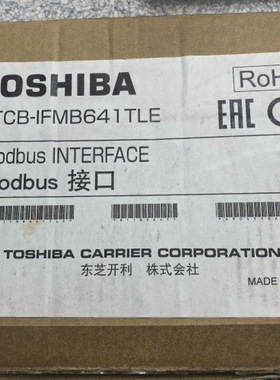 TOSHIBA
RoH
TCB-IFMB641TLE
EAC
odbus INTERFACE
odbus 接口
TOSHIBA CARRIER CORPORATION
东芝开利 株式会社
MADE